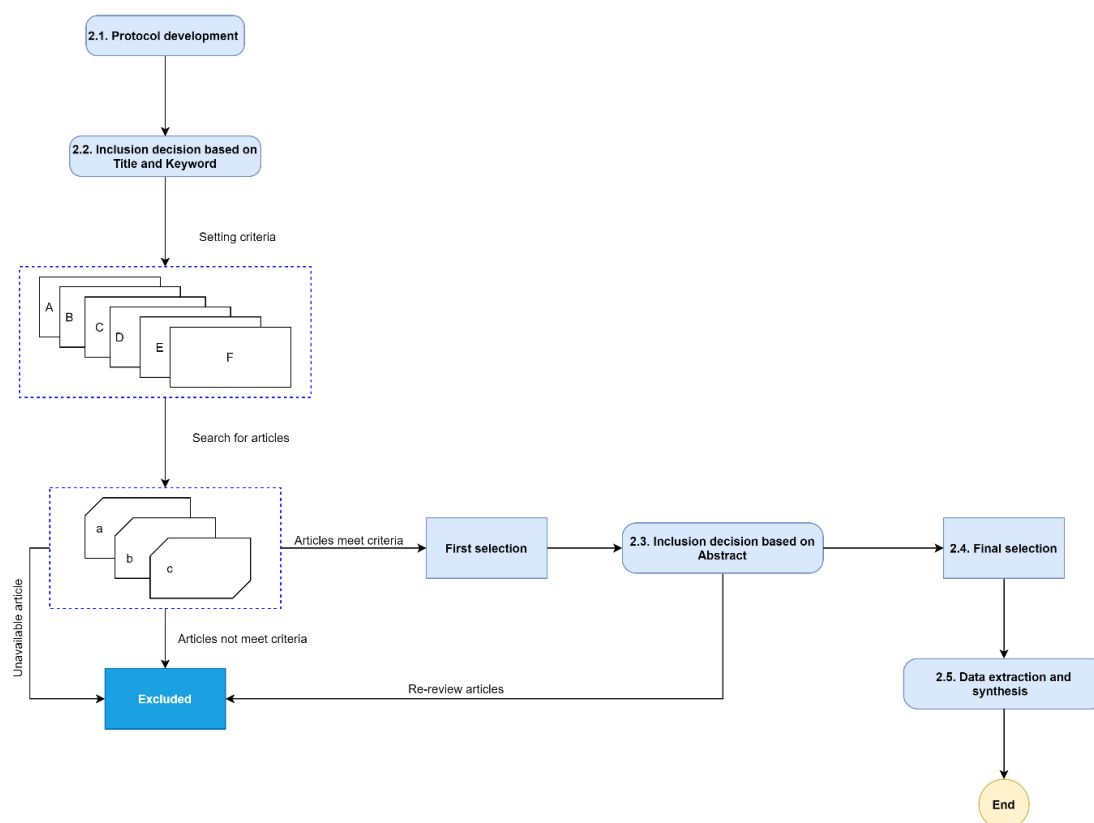 2.1. Protocol development
2.2. Inclusion decision based on
Title and Keyword
Setting criteria
A
B
C
D
E
F
Search for articles
a
b
c
Unavailable article
Articles meet criteria
First selection
2.3. Inclusion decision based on
Abstract
2.4. Final selection
Articles not meet criteria
Excluded
Re-review articles
2.5. Data extraction and
synthesis
End